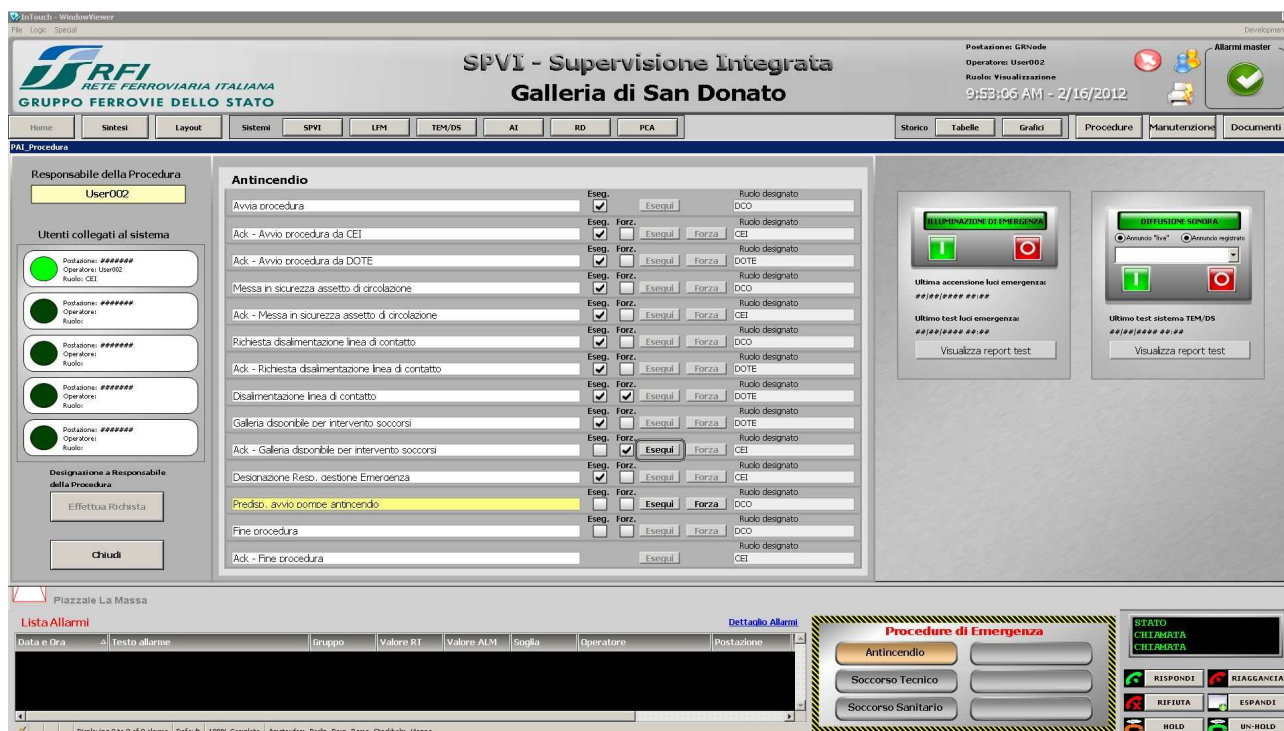 InTouch - WindowViewer
File Logic Special
Developmen
RFI
RETE FERROVIARIA ITALIANA
GRUPPO FERROVIE DELLO STATO
SPVI - Supervisione Integrata
Galleria di San Donato
Postazione: GRNode
Operatore: User002
Ruolo: Visualizzazione
9:53:06 AM - 2/16/2012
Allarmi master
Home Sintesi Layout Sistemi SPVI LFM TEM/DS AI RD PCA Storico Tabelle Grafici Procedure Manutenzione Documenti
PAI_Procedura
Responsabile della Procedura
User002
Utenti collegati al sistema
Postazione: #######
Operatore: User002
Ruolo: CEI
Postazione: #######
Operatore:
Ruolo:
Postazione: #######
Operatore:
Ruolo:
Postazione: #######
Operatore:
Ruolo:
Postazione: #######
Operatore:
Ruolo:
Designazione a Responsabile
della Procedura
Effettua Richista
Chiudi
Antincendio
Eseg. Ruolo designato
Avvia procedura Esegui DCO
Eseg. Forz. Ruolo designato
Ack - Avvio procedura da CEI Esegui Forza CEI
Eseg. Forz. Ruolo designato
Ack - Avvio procedura da DOTE Esegui Forza DOTE
Eseg. Forz. Ruolo designato
Messa in sicurezza assetto di circolazione Esegui Forza DCO
Eseg. Forz. Ruolo designato
Ack - Messa in sicurezza assetto di circolazione Esegui Forza CEI
Eseg. Forz. Ruolo designato
Richiesta disalimentazione linea di contatto Esegui Forza DCO
Eseg. Forz. Ruolo designato
Ack - Richiesta disalimentazione linea di contatto Esegui Forza DOTE
Eseg. Forz. Ruolo designato
Disalimentazione linea di contatto Esegui Forza DOTE
Eseg. Forz. Ruolo designato
Galleria disponibile per intervento soccorsi Esegui Forza DOTE
Eseg. Forz. Ruolo designato
Ack - Galleria disponibile per intervento soccorsi Esegui Forza CEI
Eseg. Forz. Ruolo designato
Designazione Resp. gestione Emergenza Esegui Forza CEI
Eseg. Forz. Ruolo designato
Predisp. avvio pompe antincendio Esegui Forza DCO
Eseg. Forz. Ruolo designato
Fine procedura Esegui Forza DCO
Ruolo designato
Ack - Fine procedura Esegui CEI
ILLUMINAZIONE DI EMERGENZA
I O
Ultima accensione luci emergenza:
##/##/#### ##:##
Ultimo test luci emergenza:
##/##/#### ##:##
Visualizza report test
DIFFUSIONE SONORA
Annuncio "live" Annuncio registrato
I O
Ultimo test sistema TEM/DS
##/##/#### ##:##
Visualizza report test
Piazzale La Massa
Lista Allarmi
Dettaglio Allarmi
Data e Ora Testo allarme Gruppo Valore RT Valore ALM Soglia Operatore Postazione
Procedure di Emergenza
Antincendio
Soccorso Tecnico
Soccorso Sanitario
STATO
CHIAMATA
CHIAMATA
RISPONDI RIAGGANCIA
RIFIUTA ESPANDI
HOLD UN-HOLD